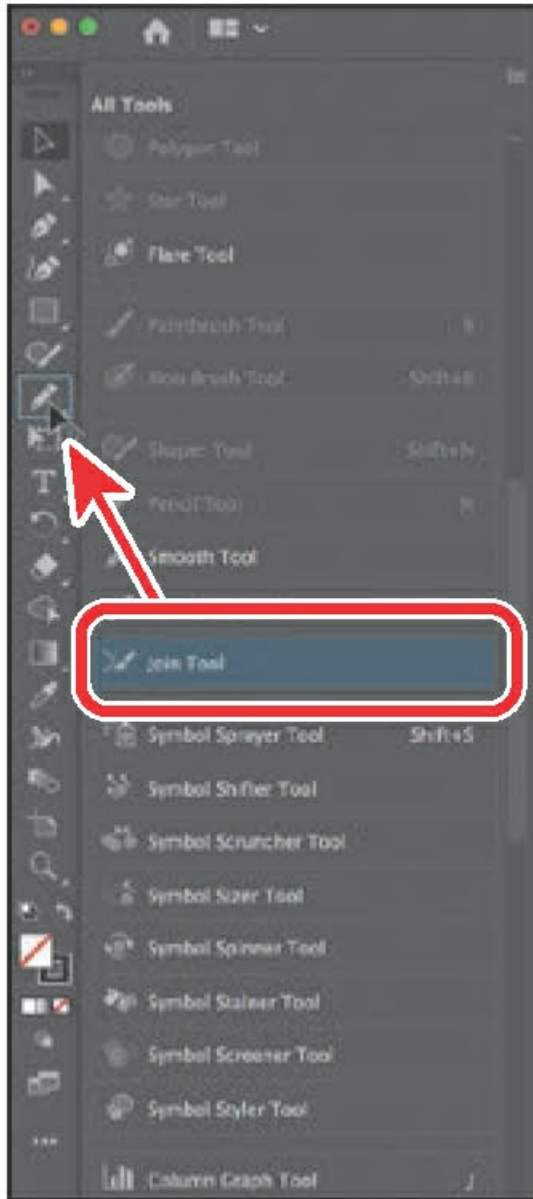 All Tools
Polygon Tool
Star Tool
Flare Tool
Paintbrush Tool B
Blob Brush Tool Shift+B
Shaper Tool Shift+N
Pencil Tool N
Smooth Tool
Join Tool
Symbol Sprayer Tool Shift+S
Symbol Shifter Tool
Symbol Scruncher Tool
Symbol Sizer Tool
Symbol Spinner Tool
Symbol Stainer Tool
Symbol Screener Tool
Symbol Styler Tool
Column Graph Tool J